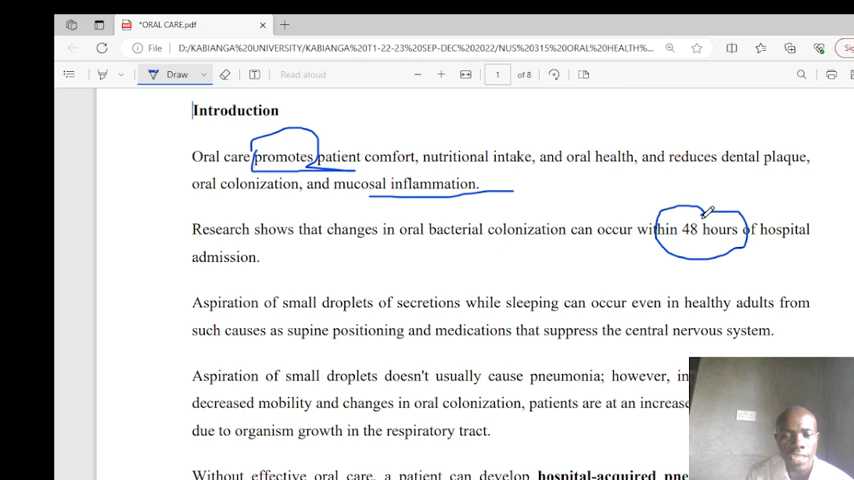 *ORAL CARE.pdf
File
D:/KABIANGA%20UNIVERSITY/KABIANGA%20T1-22-23%20SEP-DEC%202022/NUS%20315%20ORAL%20HEALTH%...
Draw
Read aloud
1 of 8
Introduction
Oral care promotes patient comfort, nutritional intake, and oral health, and reduces dental plaque,
oral colonization, and mucosal inflammation.
Research shows that changes in oral bacterial colonization can occur within 48 hours of hospital
admission.
Aspiration of small droplets of secretions while sleeping can occur even in healthy adults from
such causes as supine positioning and medications that suppress the central nervous system.
Aspiration of small droplets doesn't usually cause pneumonia; however, in
decreased mobility and changes in oral colonization, patients are at an increase
due to organism growth in the respiratory tract.
Without effective oral care, a patient can develop hospital-acquired